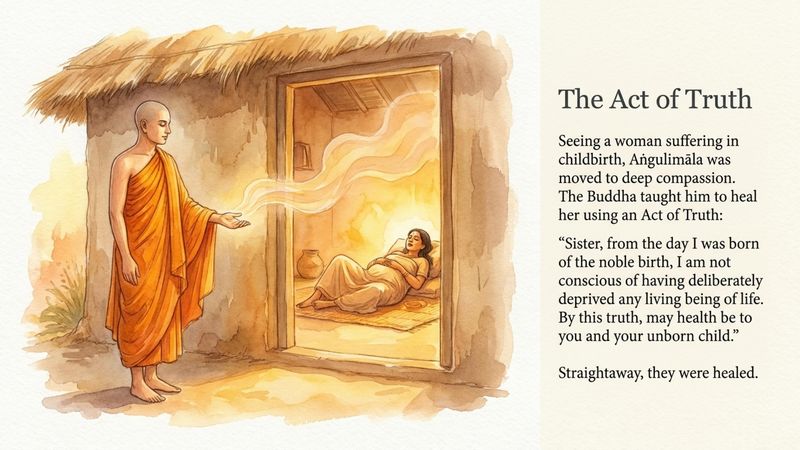 The Act of Truth
Seeing a woman suffering in
childbirth, Aṅgulimāla was
moved to deep compassion.
The Buddha taught him to heal
her using an Act of Truth:
“Sister, from the day I was born
of the noble birth, I am not
conscious of having deliberately
deprived any living being of life.
By this truth, may health be to
you and your unborn child.”
Straightaway, they were healed.